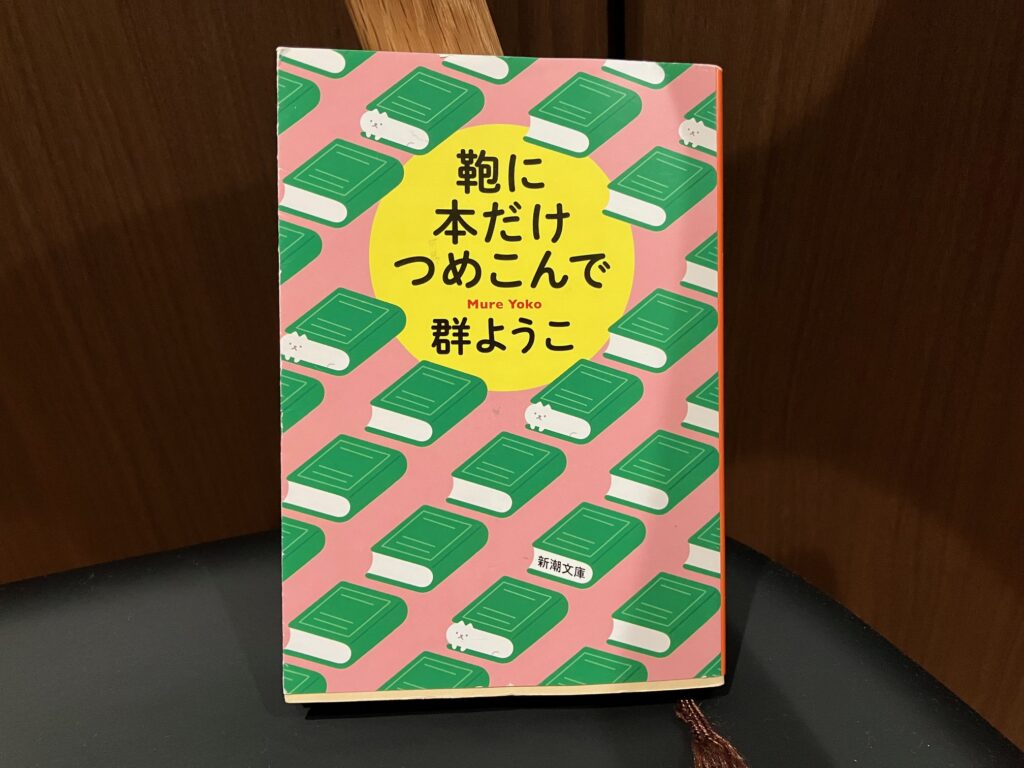 鞄に
本だけ
つめこんで
Mure Yoko
群ようこ
新潮文庫